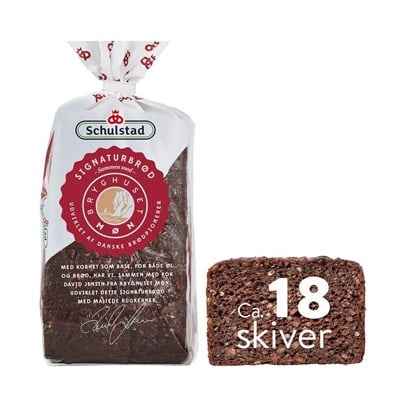 Schulstad
SIGNATURBRØD
Sammen med
BRYGHUSET
MØN
UDVIKLET AF DANSKE BRØDPIONERER
MED KORNET SOM BASE, FOR BÅDE ØL
OG BRØD, HAR VI, SAMMEN MED KOK
DAVID JENSEN FRA BRYGHUSET MØN,
UDVIKLET DETTE SIGNATURBRØD
MED MALTEDE RUGKERNER.
Ca. 18
skiver